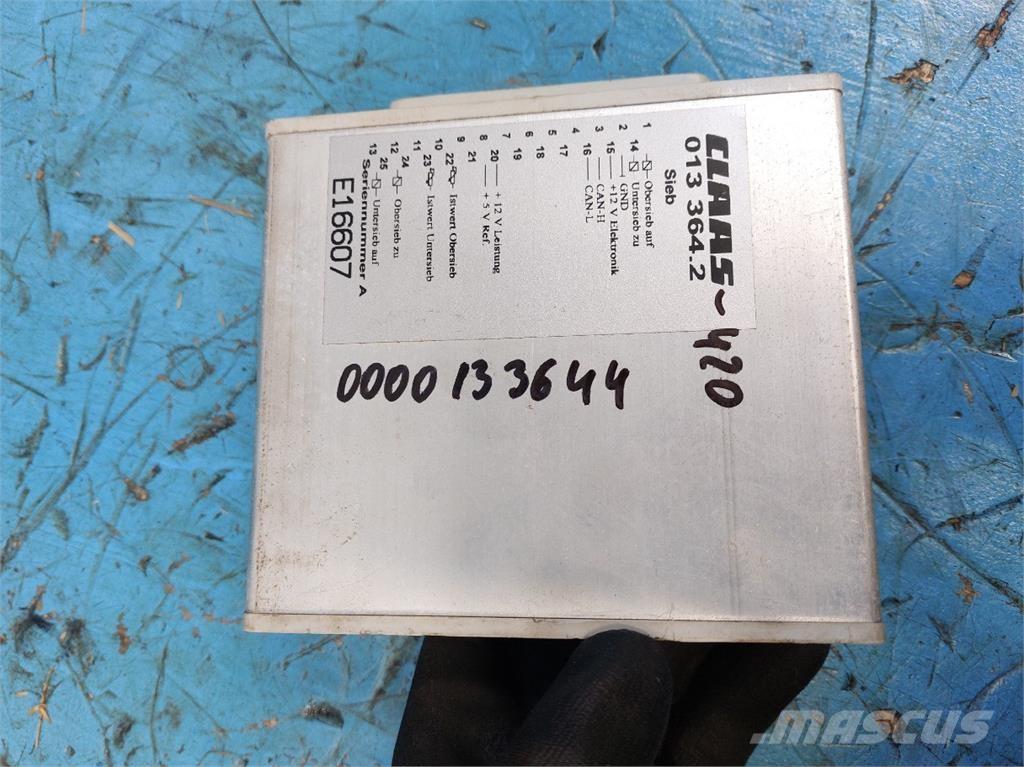 CLAAS ~ 420
013 364.2
Sieb
1 Obersieb auf
14 Untersieb zu
2 GND
15 +12 V Elektronik
3 CAN-H
16 CAN-L
4
17
5
18
6
19
7
20 + 12 V Leistung
8 + 5 V Ref.
21
9
22 Istwert Obersieb
10
23 Istwert Untersieb
11
24 Obersieb zu
12
25 Untersieb auf
13
Seriennummer A
E16607
0000133644
MASCUS